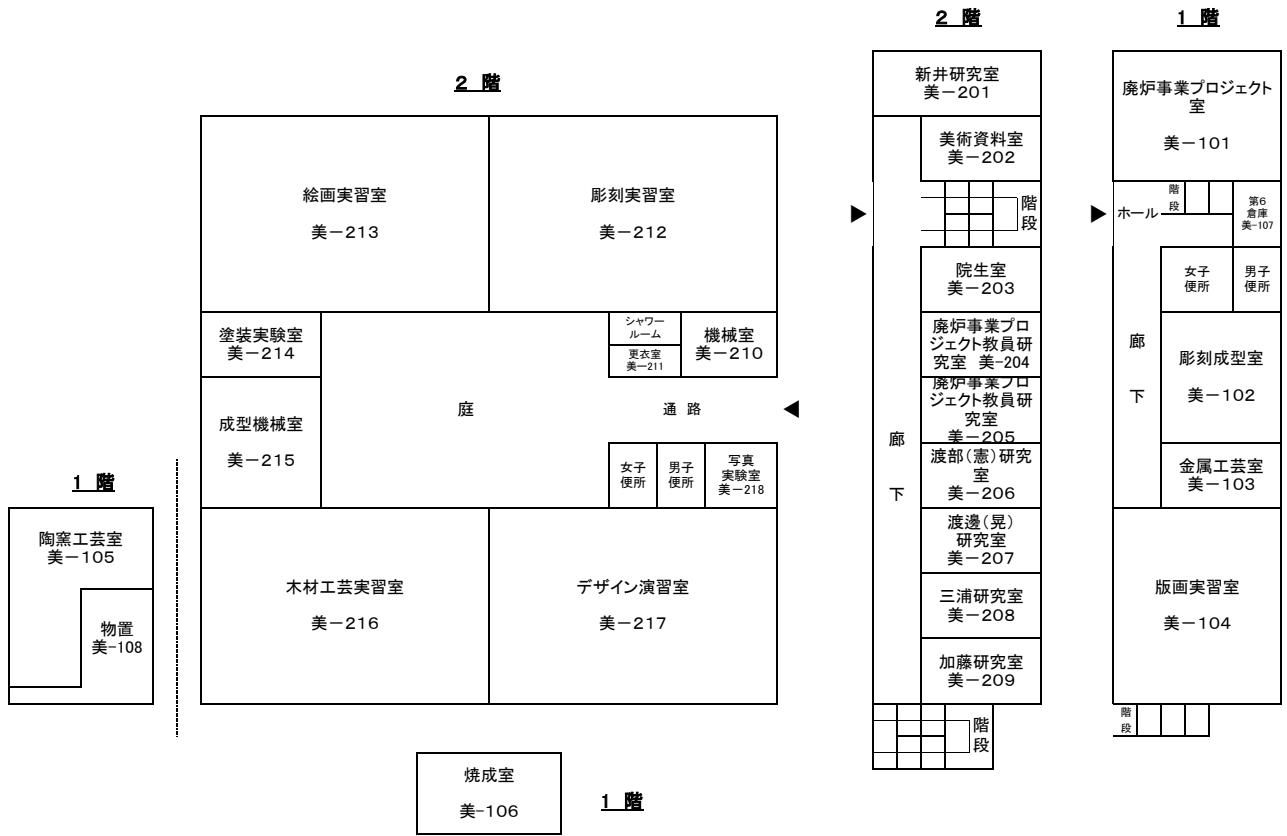 ２ 階
絵画実習室
美－213
彫刻実習室
美－212
塗装実験室
美－214
成型機械室
美－215
庭
シャワー
ルーム
更衣室
美－211
機械室
美－210
通 路
◀
女子
便所
男子
便所
写真
実験室
美－218
木材工芸実習室
美－216
デザイン演習室
美－217
１ 階
陶窯工芸室
美－105
物置
美-108
焼成室
美-106
１ 階
２ 階
新井研究室
美－201
美術資料室
美－202
▶
階
段
院生室
美－203
廃炉事業プロ
ジェクト教員研
究室 美-204
廃炉事業プロ
ジェクト教員研
究室
美－205
廊
下
渡部(憲)研究
室
美－206
渡邊(晃)
研究室
美－207
三浦研究室
美－208
加藤研究室
美－209
階
段
１ 階
廃炉事業プロジェクト
室
美－101
▶
ホール
階
段
第6
倉庫
美-107
女子
便所
男子
便所
廊
下
彫刻成型室
美－102
金属工芸室
美－103
版画実習室
美－104
階
段